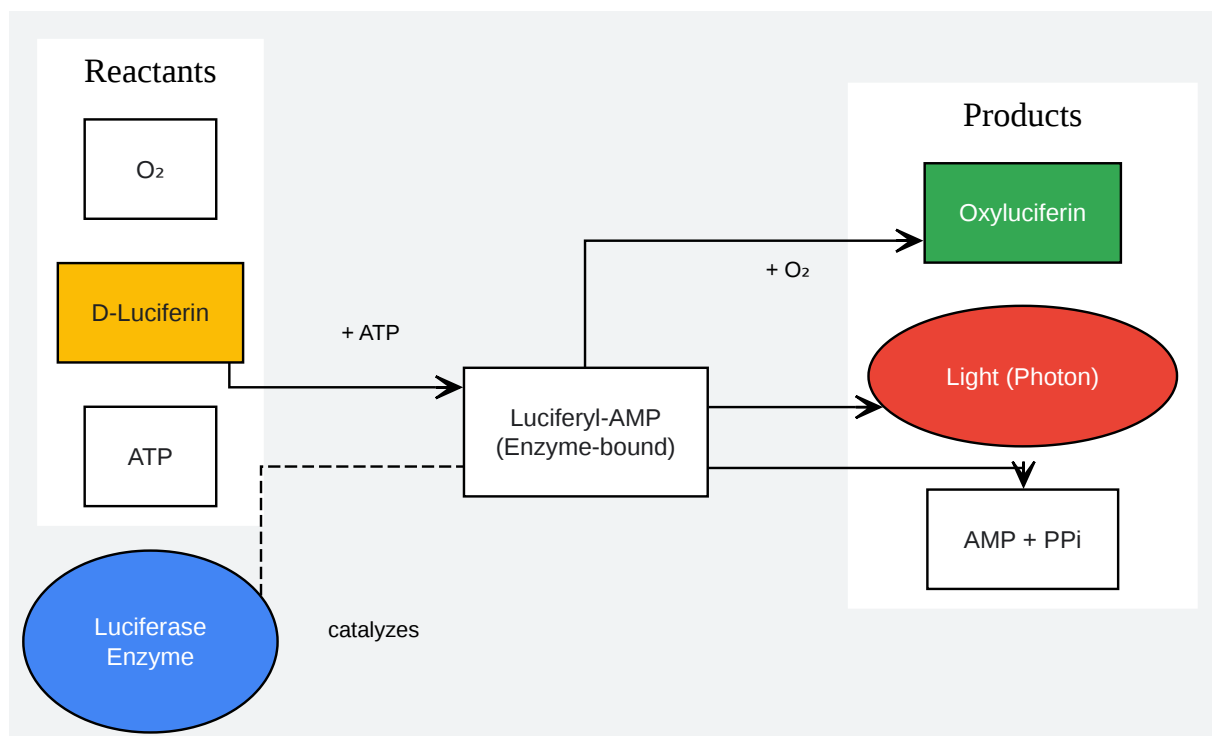 Reactants
O₂
D-Luciferin
ATP
Luciferase
Enzyme
+ ATP
catalyzes
Luciferyl-AMP
(Enzyme-bound)
+ O₂
Products
Oxyluciferin
Light (Photon)
AMP + PPi